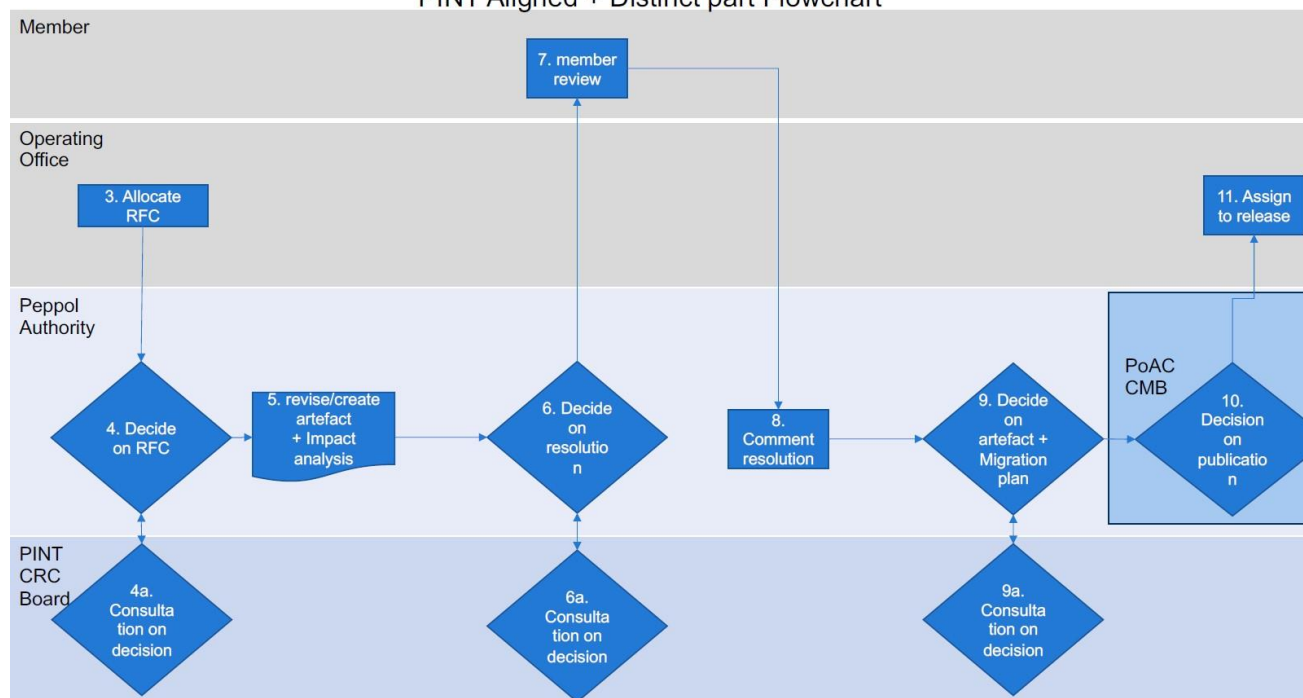 PINT Aligned + Distinct part Flowchart
Member
7. member
review
Operating
Office
3. Allocate
RFC
11. Assign
to release
Peppol
Authority
4. Decide
on RFC
5. revise/create
artefact
+ Impact
analysis
6. Decide
on
resolutio
n
8.
Comment
resolution
9. Decide
on
artefact +
Migration
plan
PoAC
CMB
10.
Decision
on
publicatio
n
PINT
CRC
Board
4a.
Consulta
tion on
decision
6a.
Consulta
tion on
decision
9a.
Consulta
tion on
decision